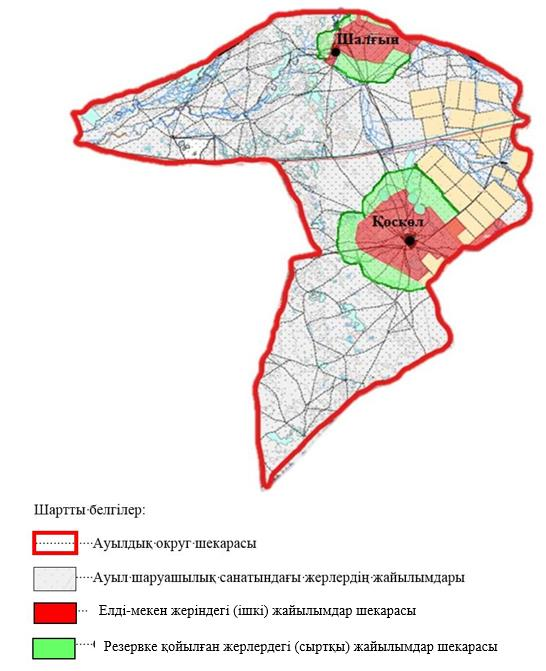 Шалғын
Қоскөл
Шартты белгілер:
Ауылдық округ шекарасы
Ауыл шаруашылық санатындағы жерлердің жайылымдары
Елді-мекен жеріндегі (ішкі) жайылымдар шекарасы
Резервке қойылған жерлердегі (сыртқы) жайылымдар шекарасы